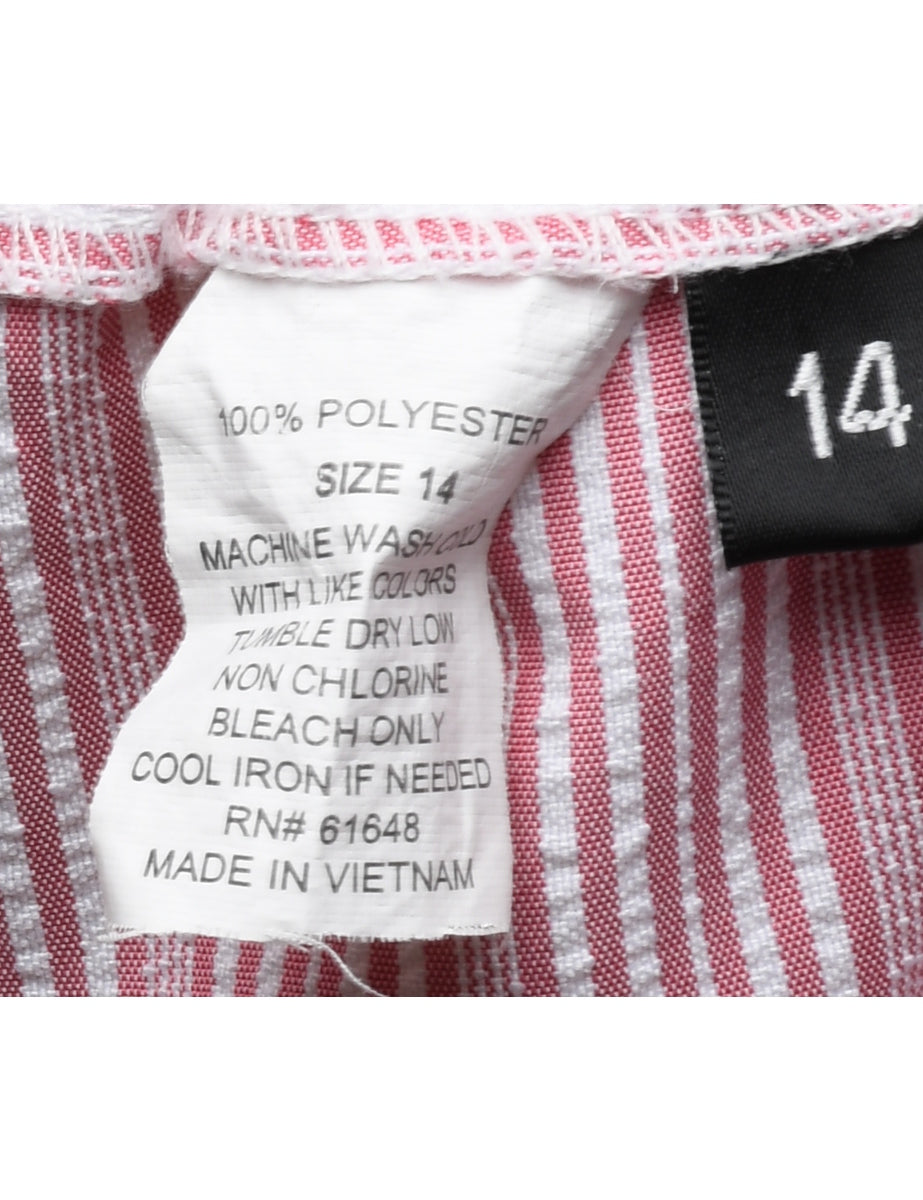 100% POLYESTER
SIZE 14
MACHINE WASH COLD
WITH LIKE COLORS
TUMBLE DRY LOW
NON CHLORINE
BLEACH ONLY
COOL IRON IF NEEDED
RN# 61648
MADE IN VIETNAM
14